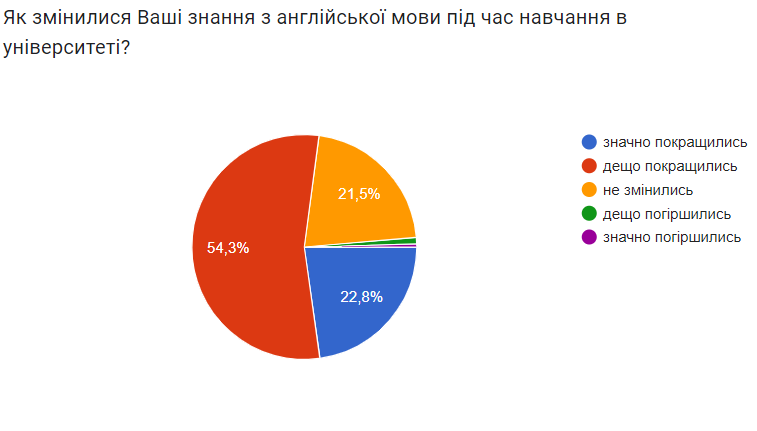 Як змінилися Ваші знання з англійської мови під час навчання в
університеті?
значно покращились
дещо покращились
не змінились
дещо погіршились
значно погіршились
21,5%
54,3%
22,8%